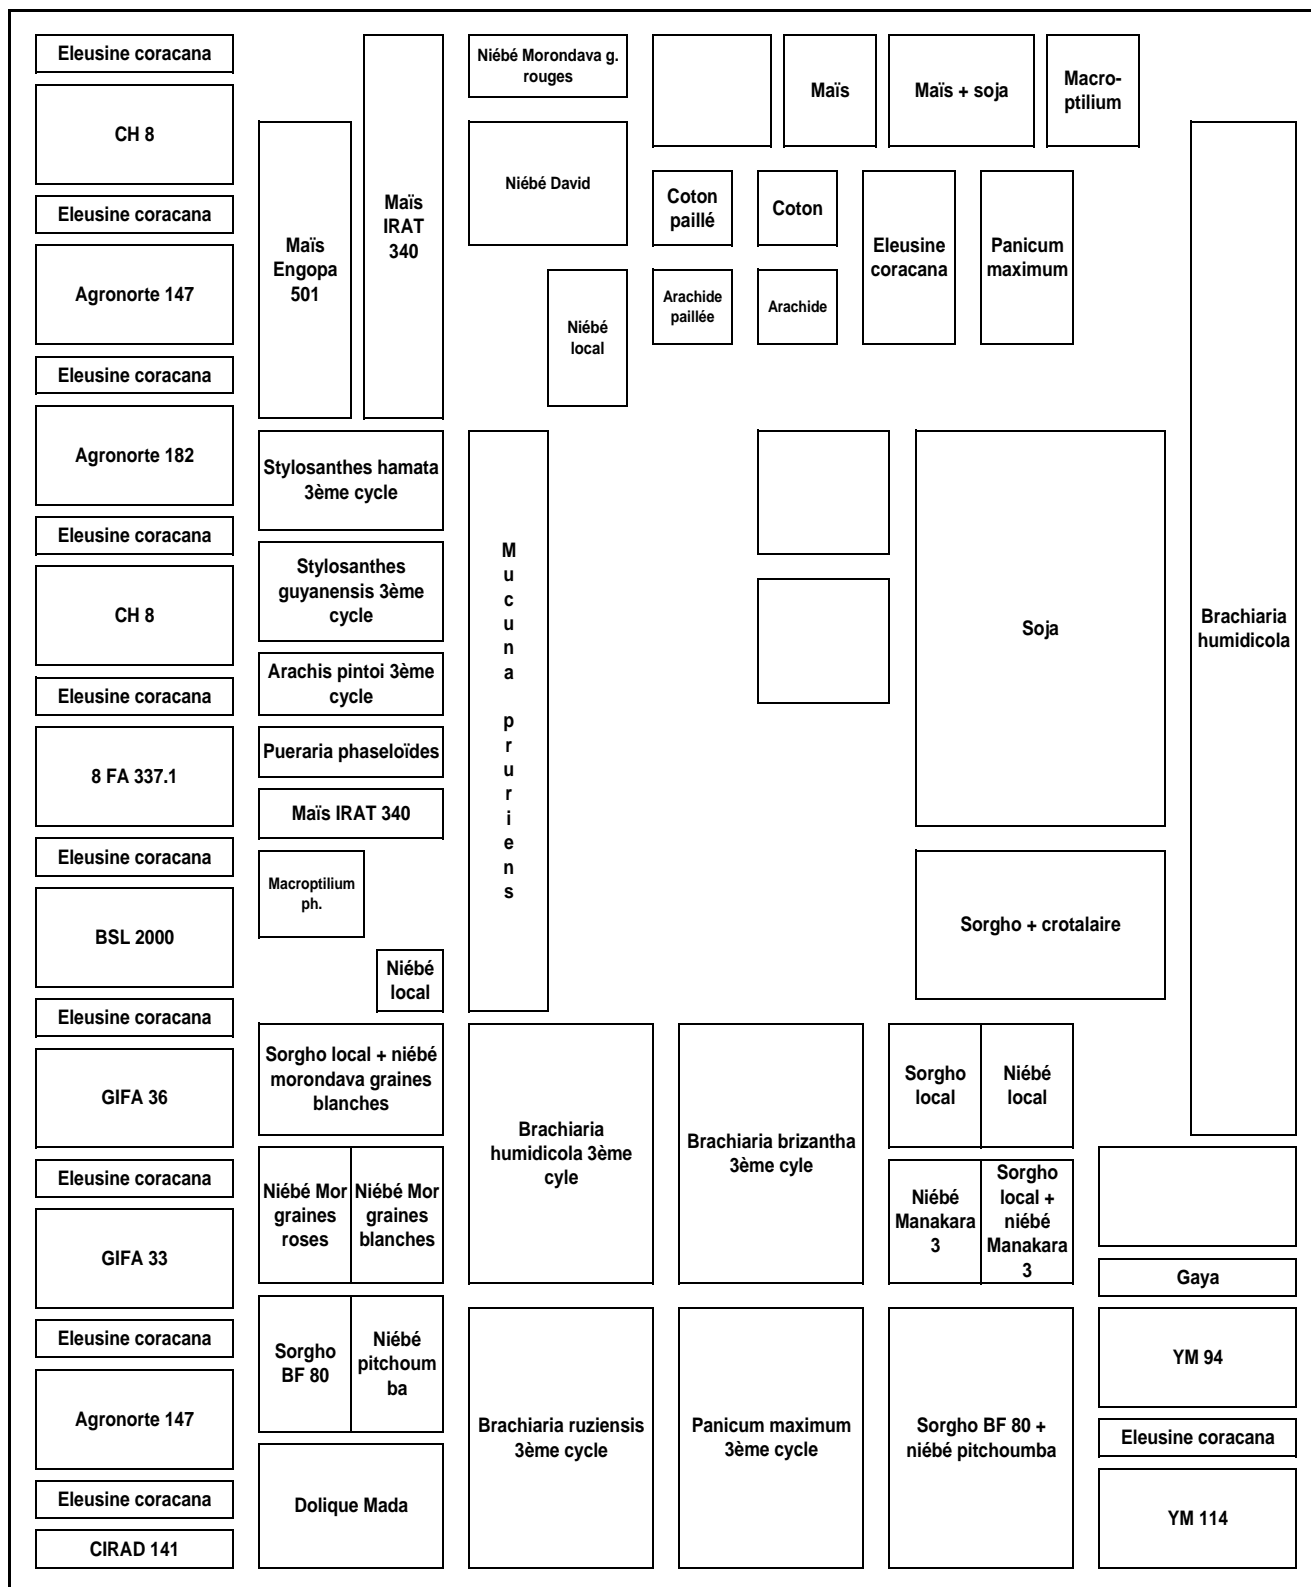 Eleusine coracana
CH 8
Eleusine coracana
Agronorte 147
Eleusine coracana
Agronorte 182
Eleusine coracana
CH 8
Eleusine coracana
8 FA 337.1
Eleusine coracana
BSL 2000
Eleusine coracana
GIFA 36
Eleusine coracana
GIFA 33
Eleusine coracana
Agronorte 147
Eleusine coracana
CIRAD 141
Maïs
Engopa
501
Maïs
IRAT
340
Stylosanthes hamata
3ème cycle
Stylosanthes
guyanensis 3ème
cycle
Arachis pintoi 3ème
cycle
Pueraria phaseloïdes
Maïs IRAT 340
Macroptilium
ph.
Niébé
local
Sorgho local + niébé
morondava graines
blanches
Niébé Mor
graines
roses
Niébé Mor
graines
blanches
Sorgho
BF 80
Niébé
pitchoum
ba
Dolique Mada
Niébé Morondava g.
rouges
Niébé David
Niébé
local
M
u
c
u
n
a
p
r
u
r
i
e
n
s
Brachiaria
humidicola 3ème
cyle
Brachiaria ruziensis
3ème cycle
Coton
paillé
Arachide
paillée
Maïs
Coton
Arachide
Brachiaria brizantha
3ème cyle
Panicum maximum
3ème cycle
Maïs + soja
Macro-
ptilium
Eleusine
coracana
Panicum
maximum
Soja
Sorgho + crotalaire
Sorgho
local
Niébé
local
Niébé
Manakara
3
Sorgho
local +
niébé
Manakara
3
Sorgho BF 80 +
niébé pitchoumba
Brachiaria
humidicola
Gaya
YM 94
Eleusine coracana
YM 114